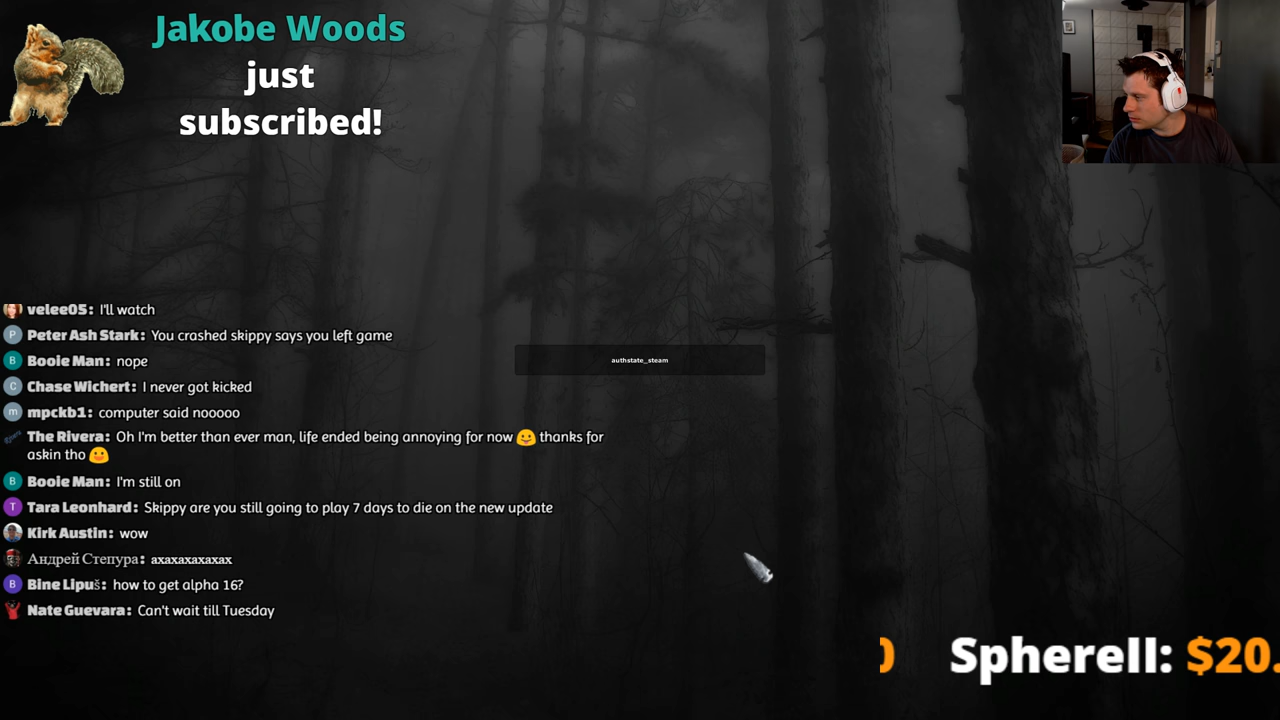 Jakobe Woods
just
subscribed!
velee05: I'll watch
Peter Ash Stark: You crashed skippy says you left game
Booie Man: nope
authstate_steam
Chase Wichert: I never got kicked
mpckb1: computer said nooooo
The Rivera: Oh I'm better than ever man, life ended being annoying for now 😀 thanks for
askin tho 😀
Booie Man: I'm still on
Tara Leonhard: Skippy are you still going to play 7 days to die on the new update
Kirk Austin: wow
Андрей Степура: ахахахахахах
Bine Lipuš: how to get alpha 16?
Nate Guevara: Can't wait till Tuesday
0 Spherell: $20.